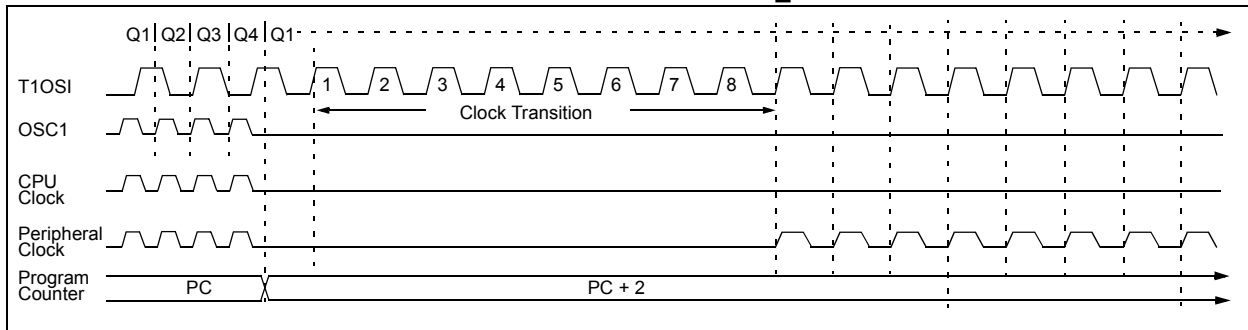 Q1 Q2 Q3 Q4 Q1
T1OSI
1 2 3 4 5 6 7 8
Clock Transition
OSC1
CPU
Clock
Peripheral
Clock
Program
Counter
PC
PC + 2